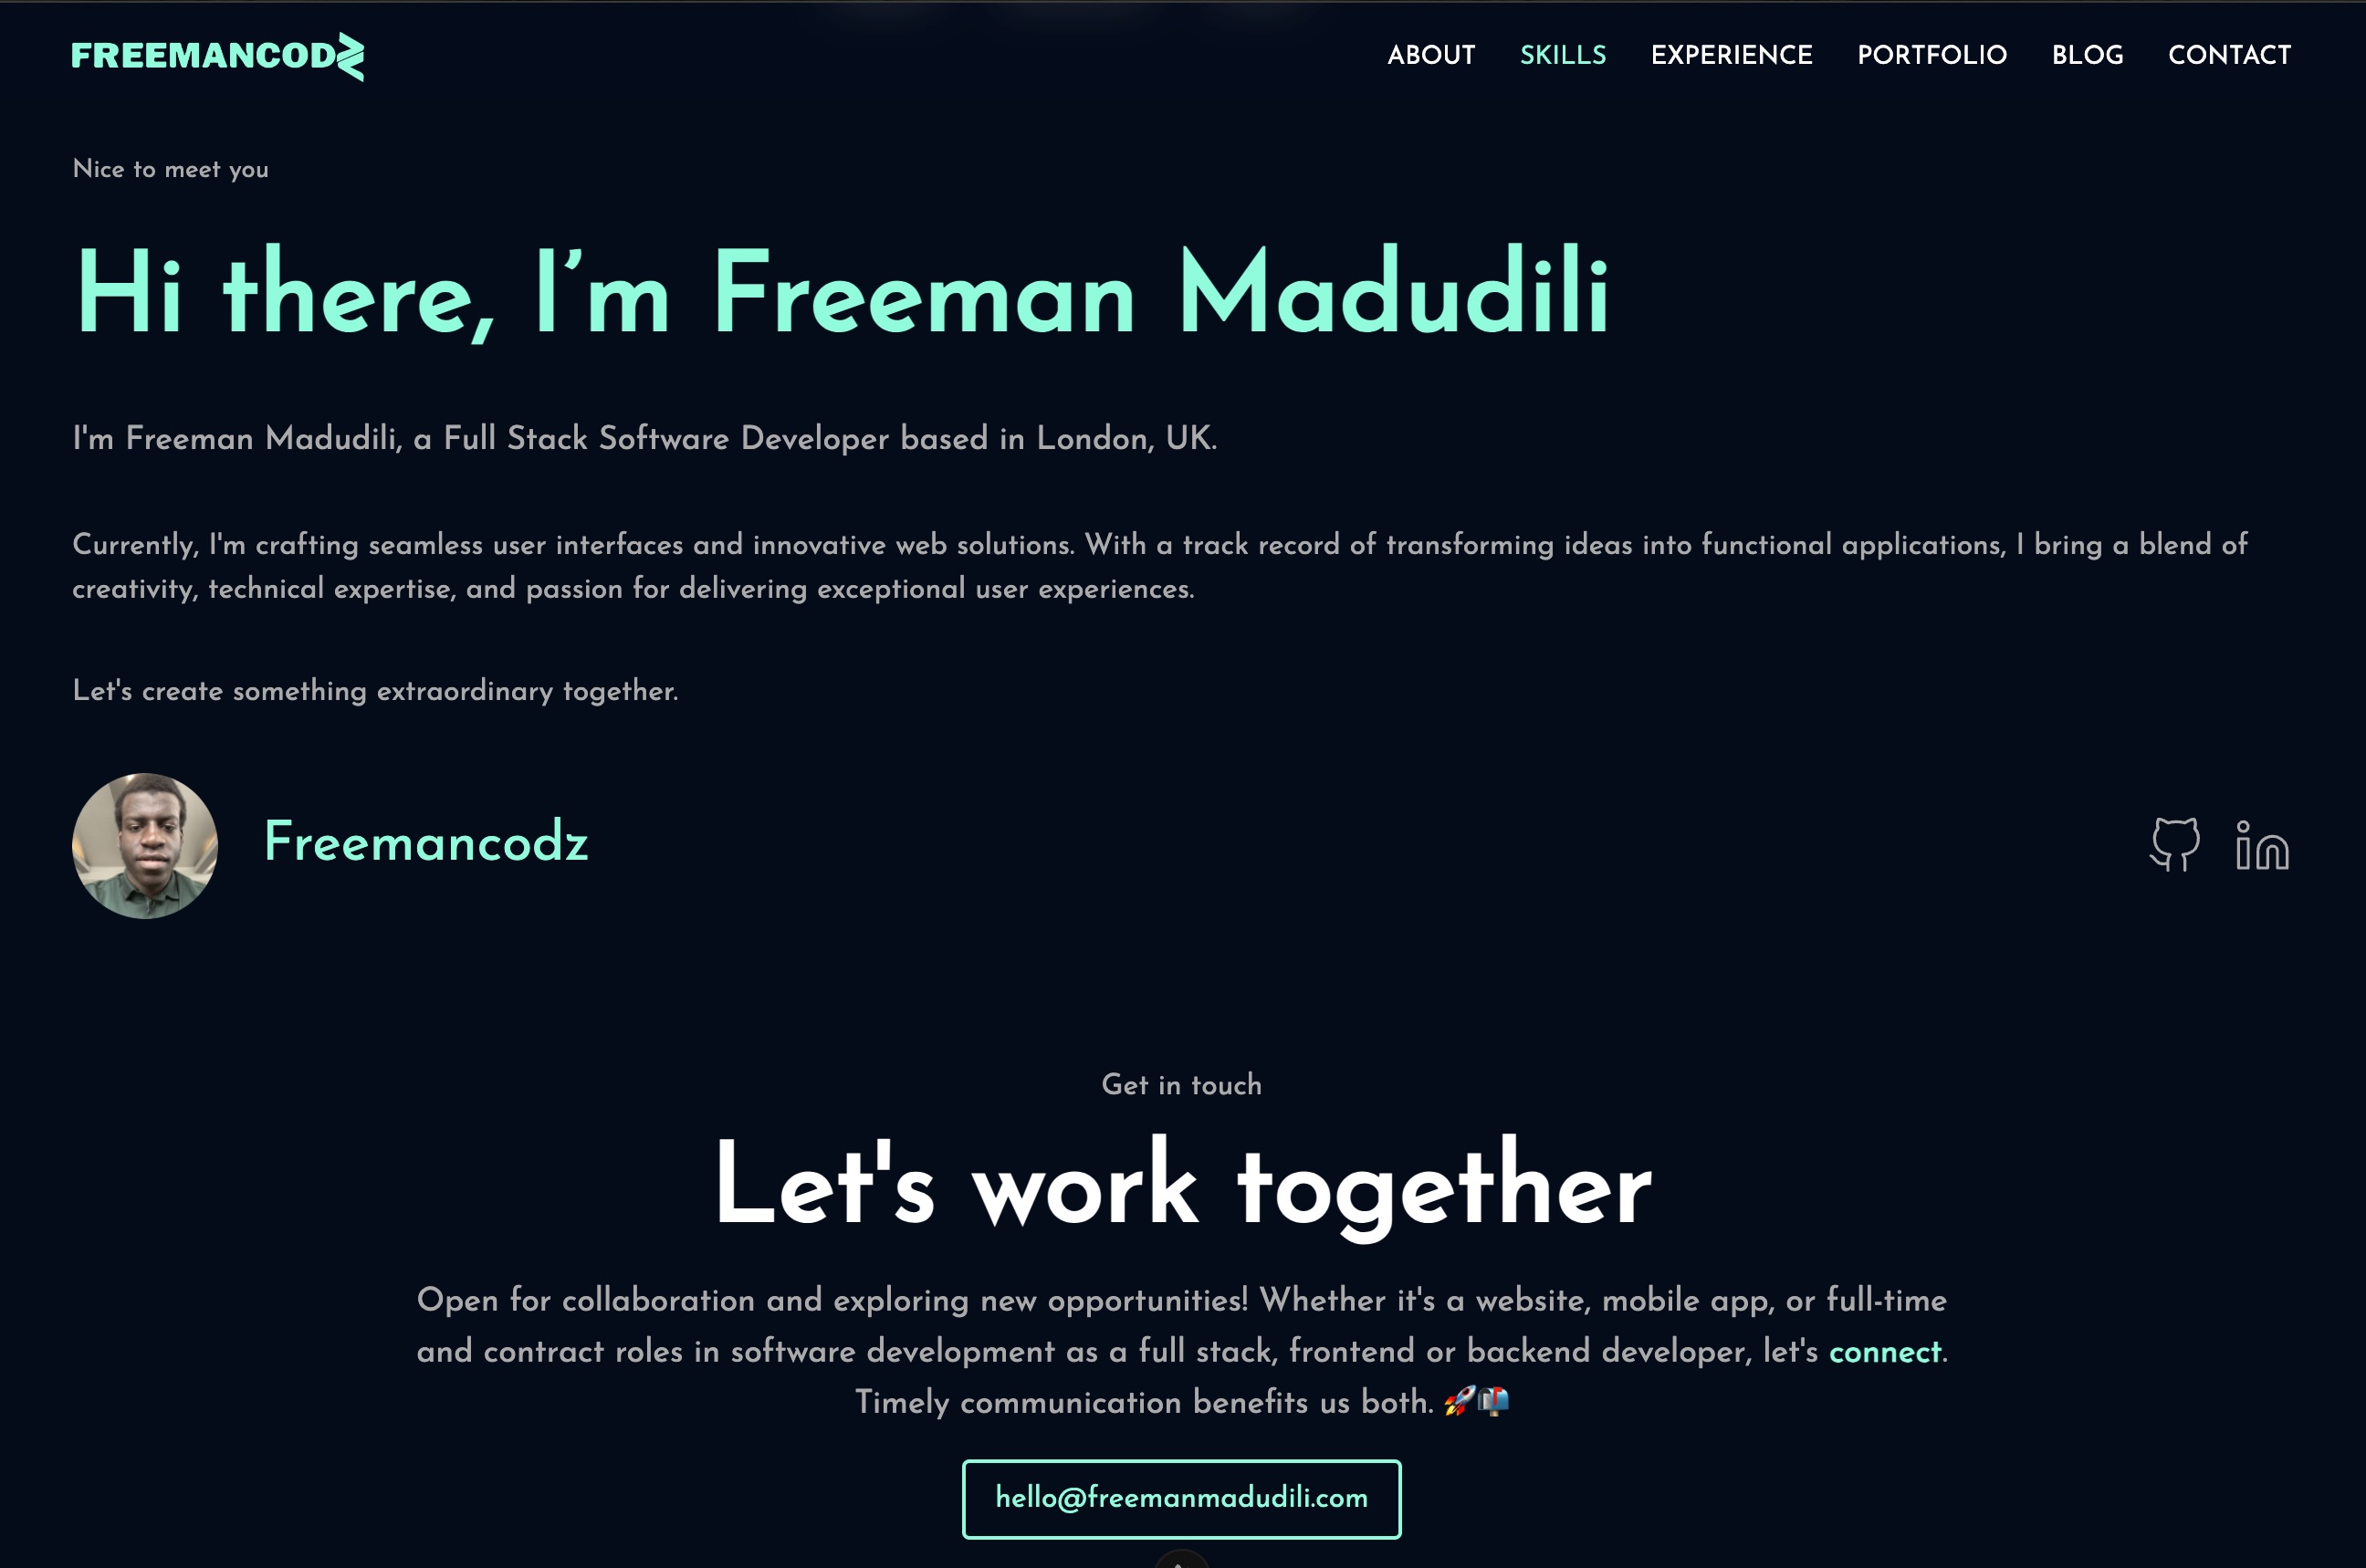 FREEMANCODZ
ABOUT SKILLS EXPERIENCE PORTFOLIO BLOG CONTACT
Nice to meet you
Hi there, I’m Freeman Madudili
I'm Freeman Madudili, a Full Stack Software Developer based in London, UK.
Currently, I'm crafting seamless user interfaces and innovative web solutions. With a track record of transforming ideas into functional applications, I bring a blend of
creativity, technical expertise, and passion for delivering exceptional user experiences.
Let's create something extraordinary together.
Freemancodz
in
Get in touch
Let's work together
Open for collaboration and exploring new opportunities! Whether it's a website, mobile app, or full-time
and contract roles in software development as a full stack, frontend or backend developer, let's connect.
Timely communication benefits us both. 🚀📬
hello@freemanmadudili.com